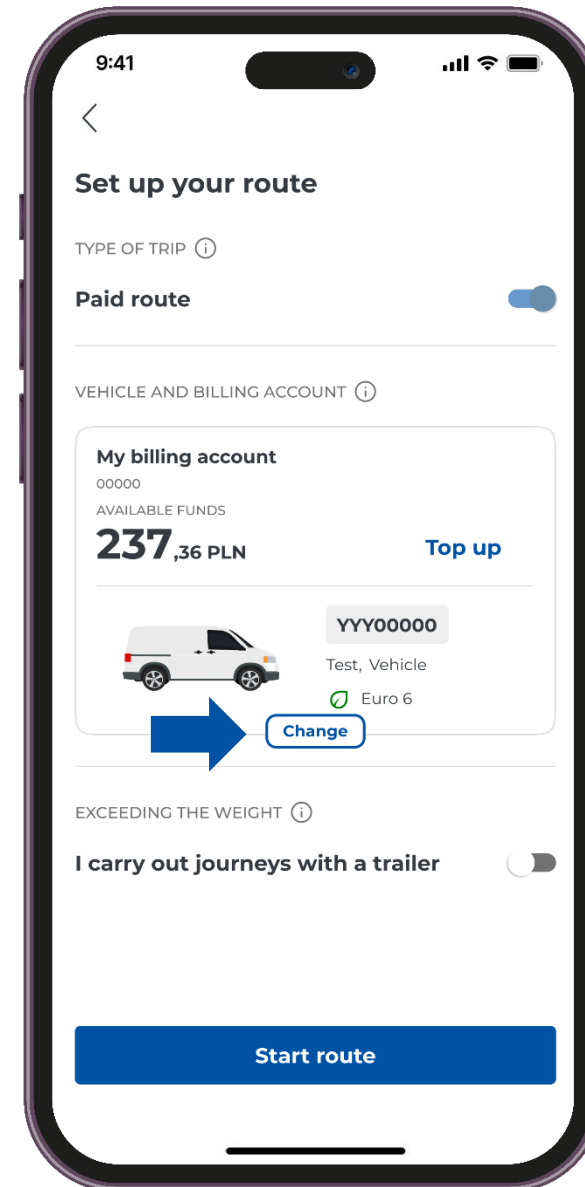 9:41
Set up your route
TYPE OF TRIP
Paid route
VEHICLE AND BILLING ACCOUNT
My billing account
00000
AVAILABLE FUNDS
237,36 PLN
Top up
YYY00000
Test, Vehicle
Euro 6
Change
EXCEEDING THE WEIGHT
I carry out journeys with a trailer
Start route